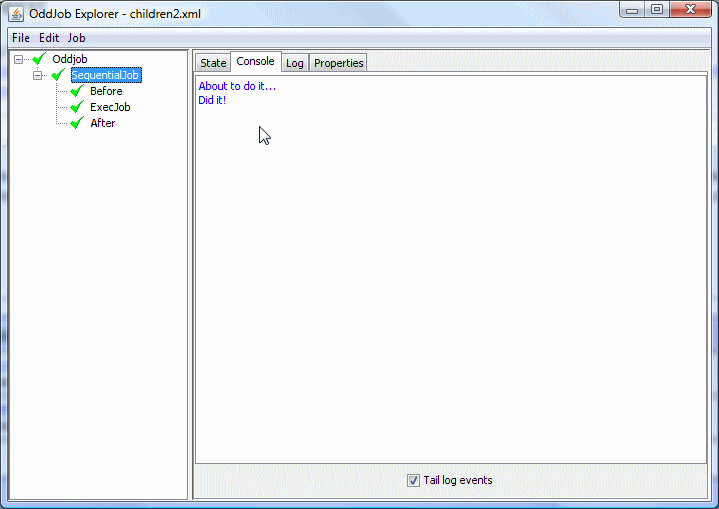 OddJob Explorer - children2.xml
File Edit Job
Oddjob
SequentialJob
Before
ExecJob
After
State Console Log Properties
About to do it...
Did it!
Tail log events